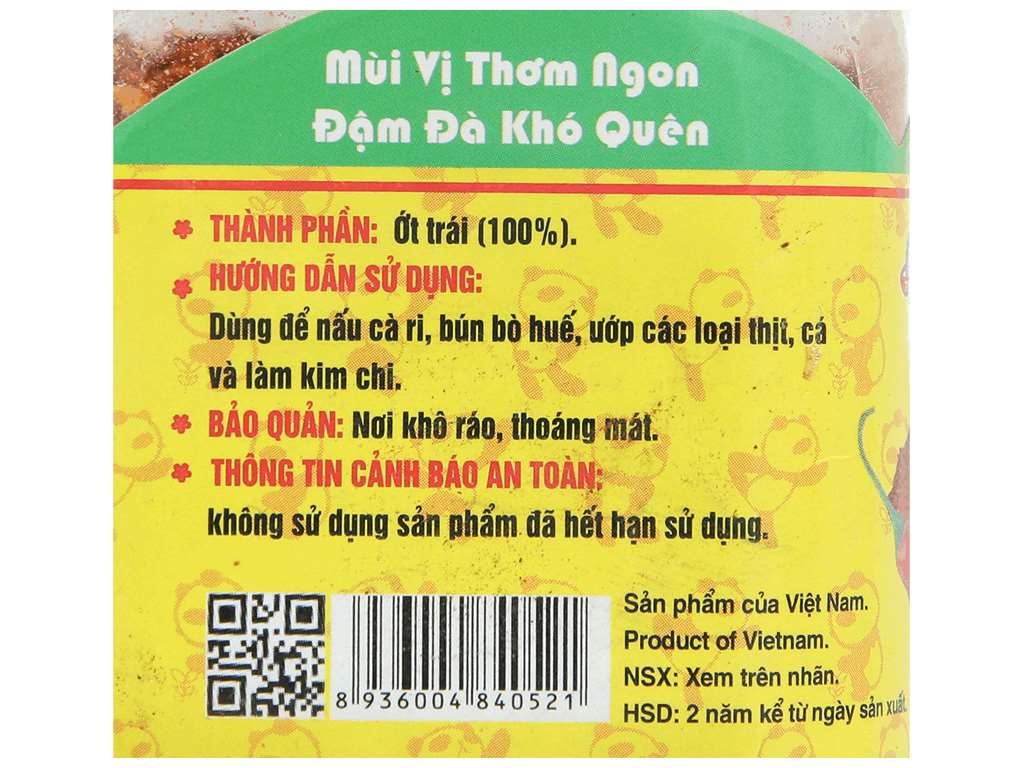 Mùi Vị Thơm Ngon
Đậm Đà Khó Quên
THÀNH PHẦN: Ớt trái (100%).
HƯỚNG DẪN SỬ DỤNG:
Dùng để nấu cà ri, bún bò huế, ướp các loại thịt, cá
và làm kim chi.
BẢO QUẢN: Nơi khô ráo, thoáng mát.
THÔNG TIN CẢNH BÁO AN TOÀN:
không sử dụng sản phẩm đã hết hạn sử dụng.
Sản phẩm của Việt Nam.
Product of Vietnam.
NSX: Xem trên nhãn.
HSD: 2 năm kể từ ngày sản xuất.
8 936004 840521